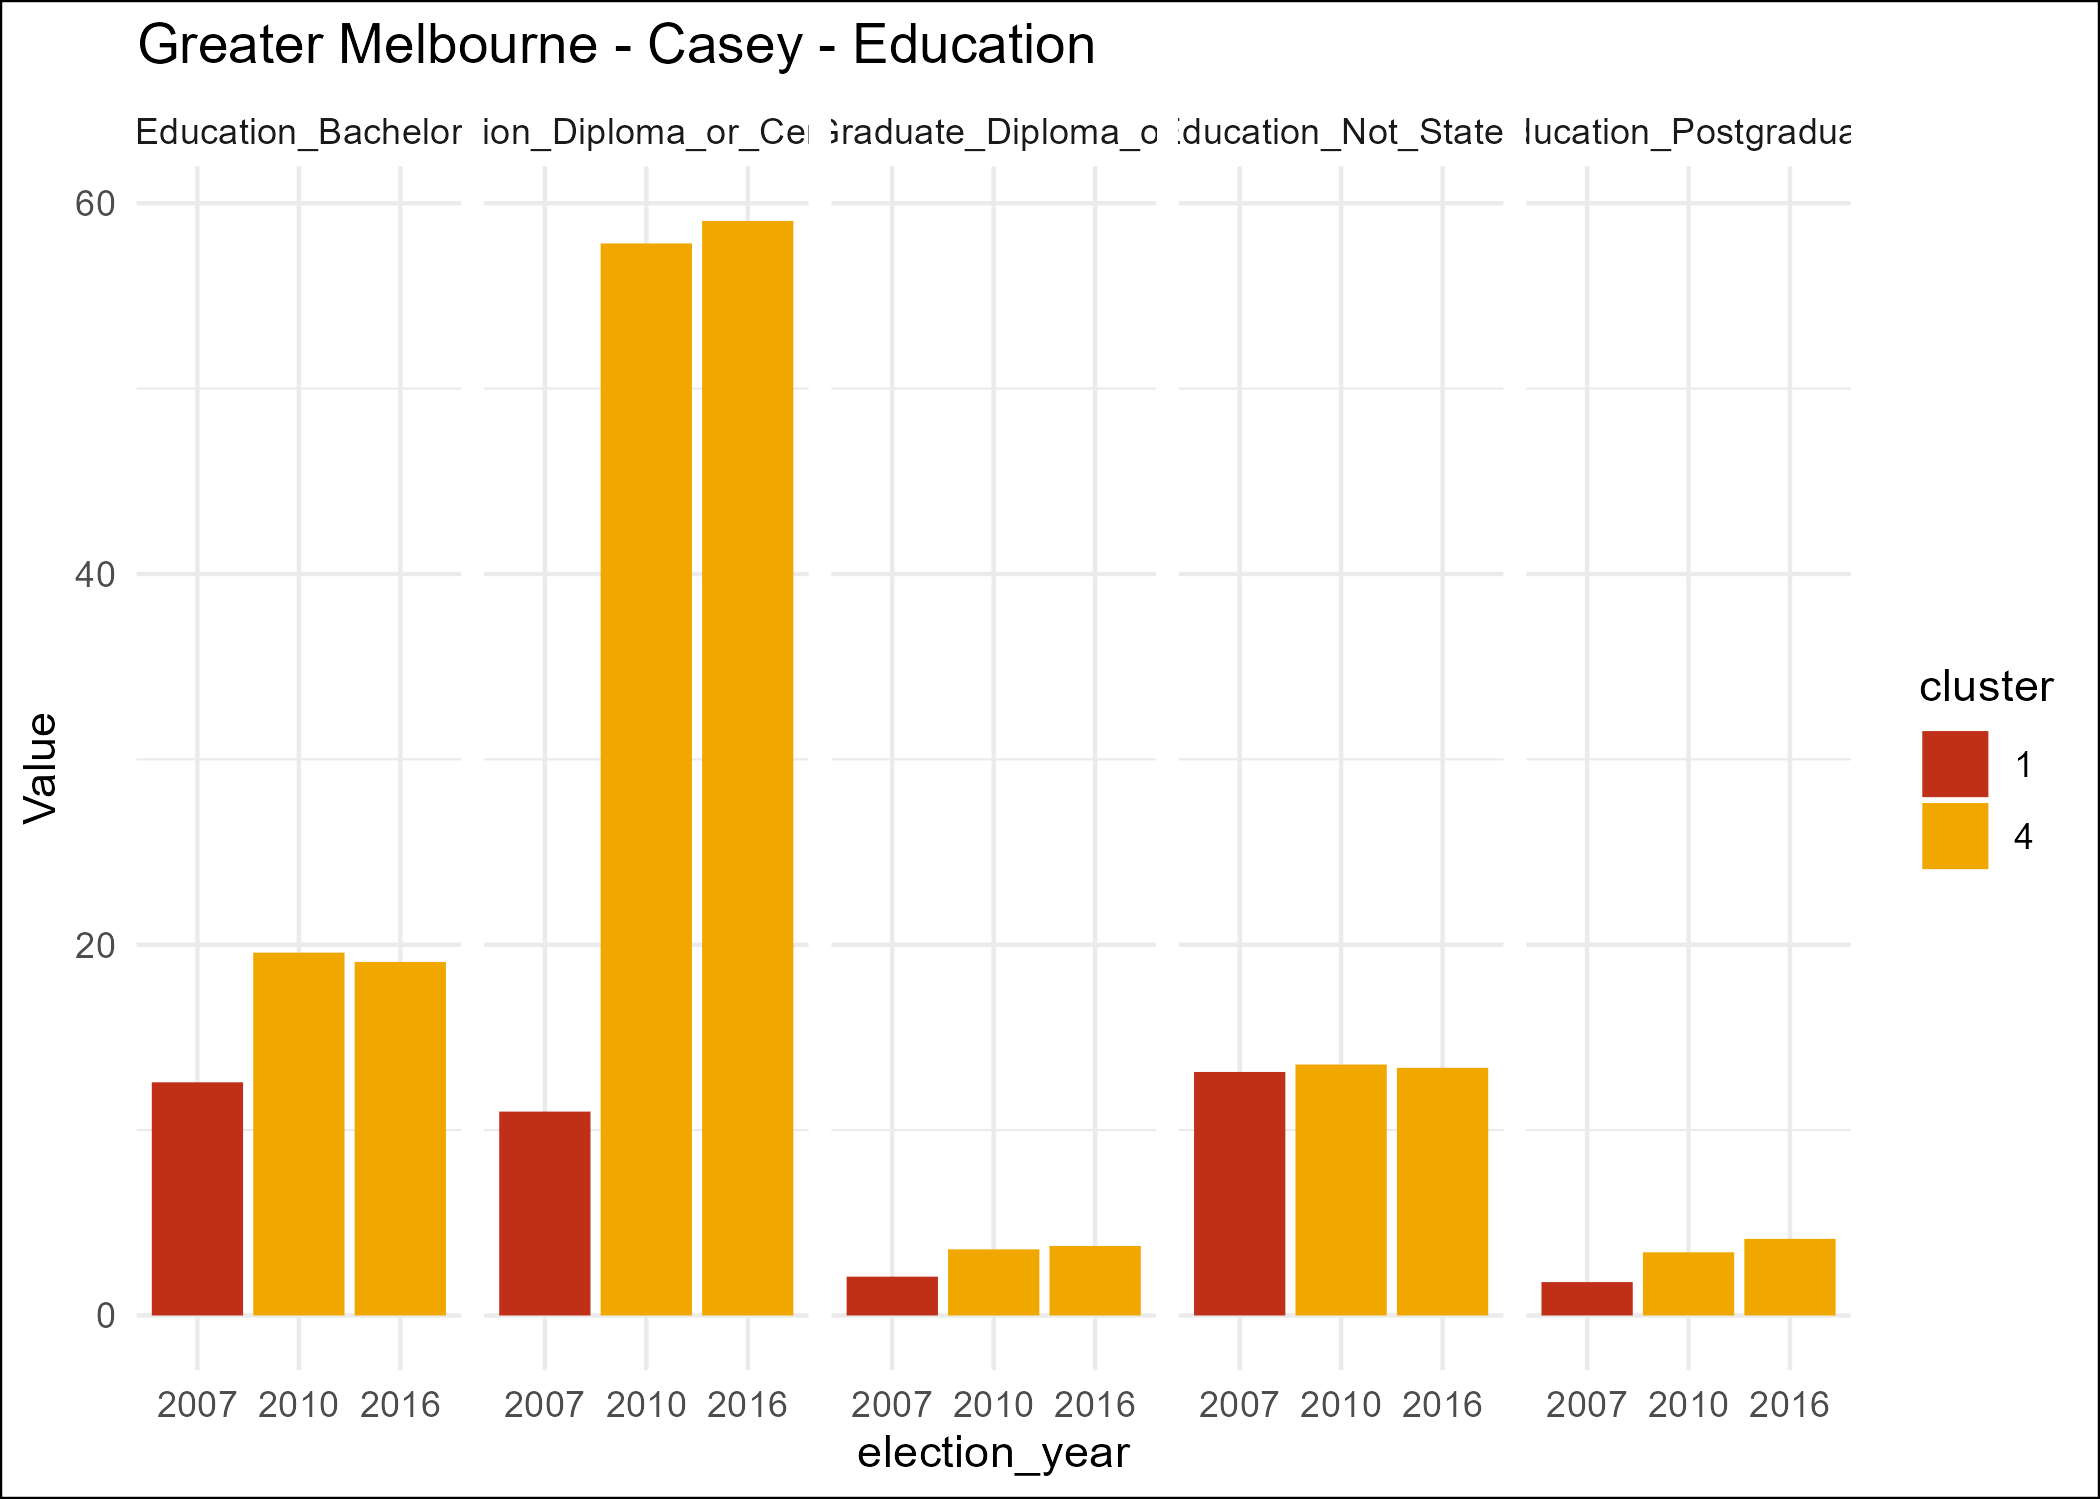 Greater Melbourne - Casey - Education
Education_Bachelor ion_Diploma_or_Cer Graduate_Diploma_o Education_Not_State ducation_Postgradua
60
40
20
0
Value
2007 2010 2016 2007 2010 2016 2007 2010 2016 2007 2010 2016 2007 2010 2016
election_year
cluster
1
4